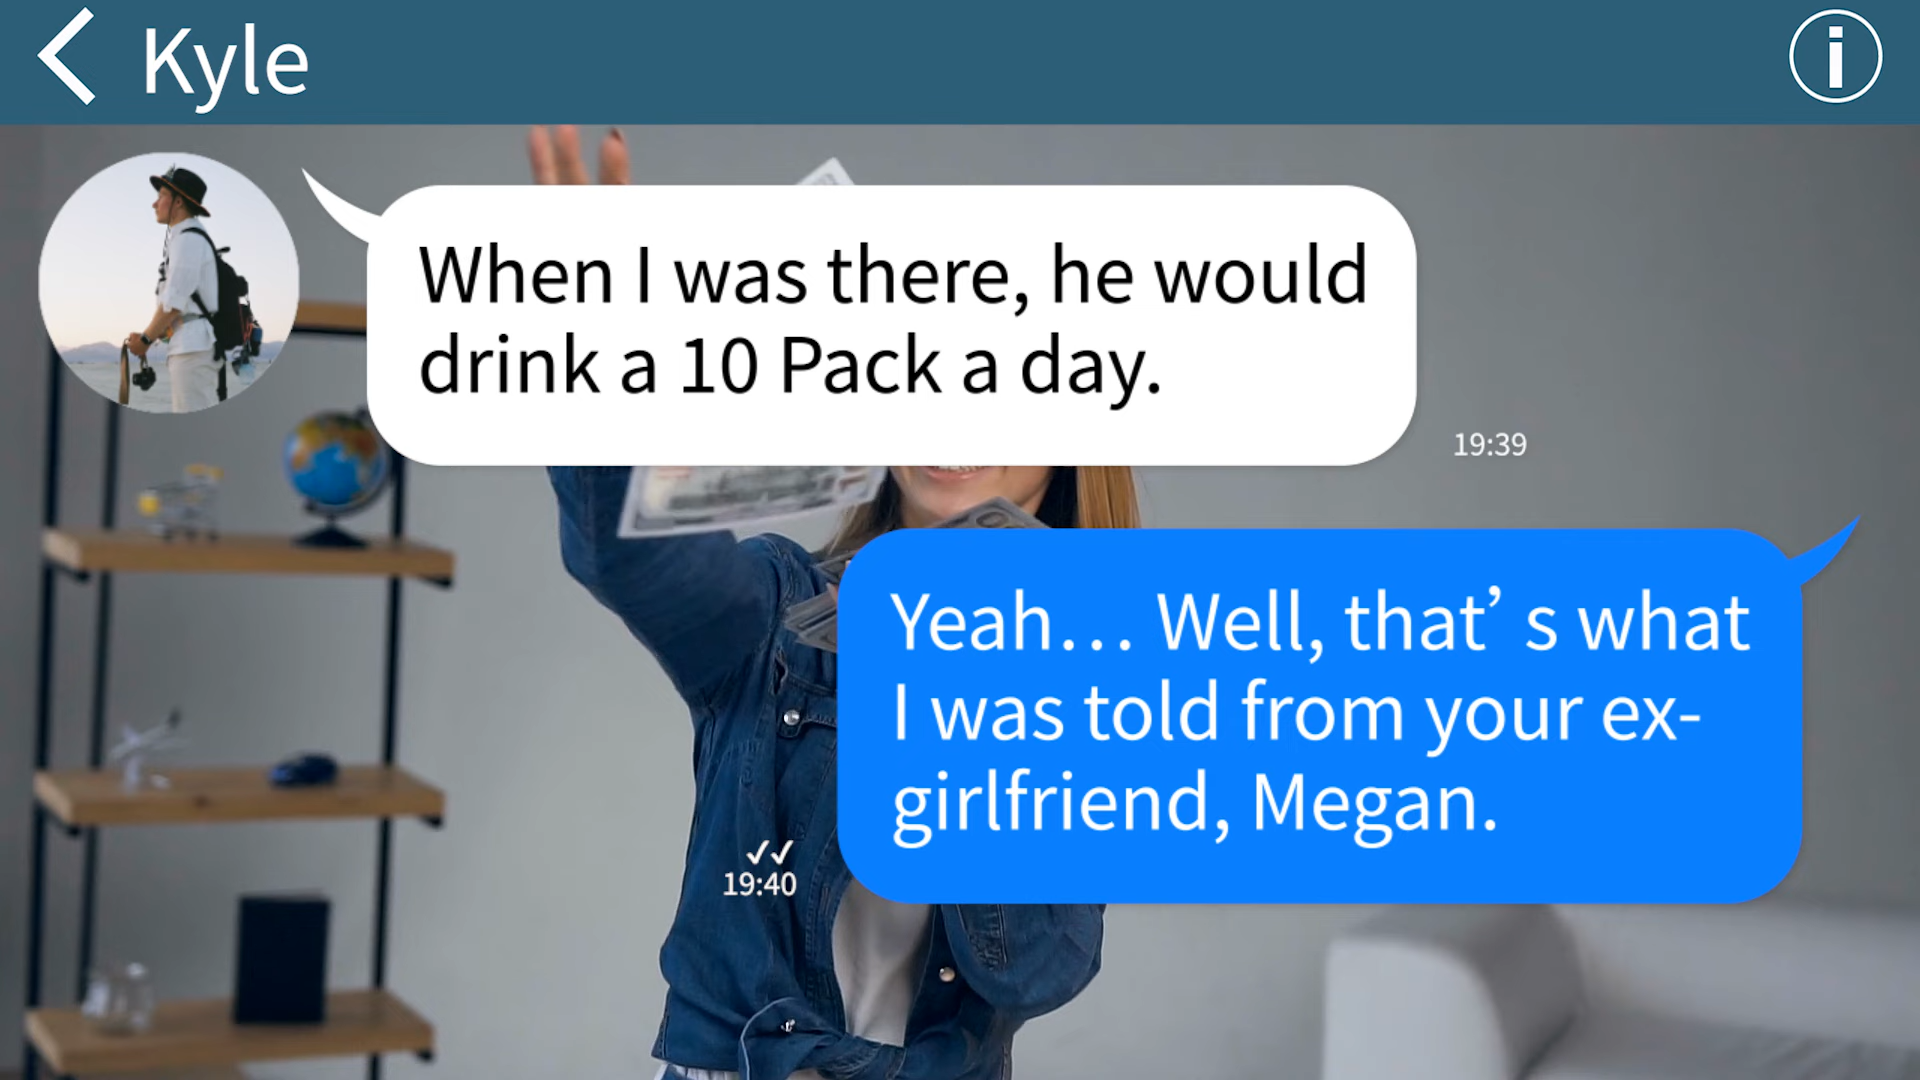 Kyle
When I was there, he would
drink a 10 Pack a day.
19:39
Yeah… Well, that’s what
I was told from your ex-
girlfriend, Megan.
19:40